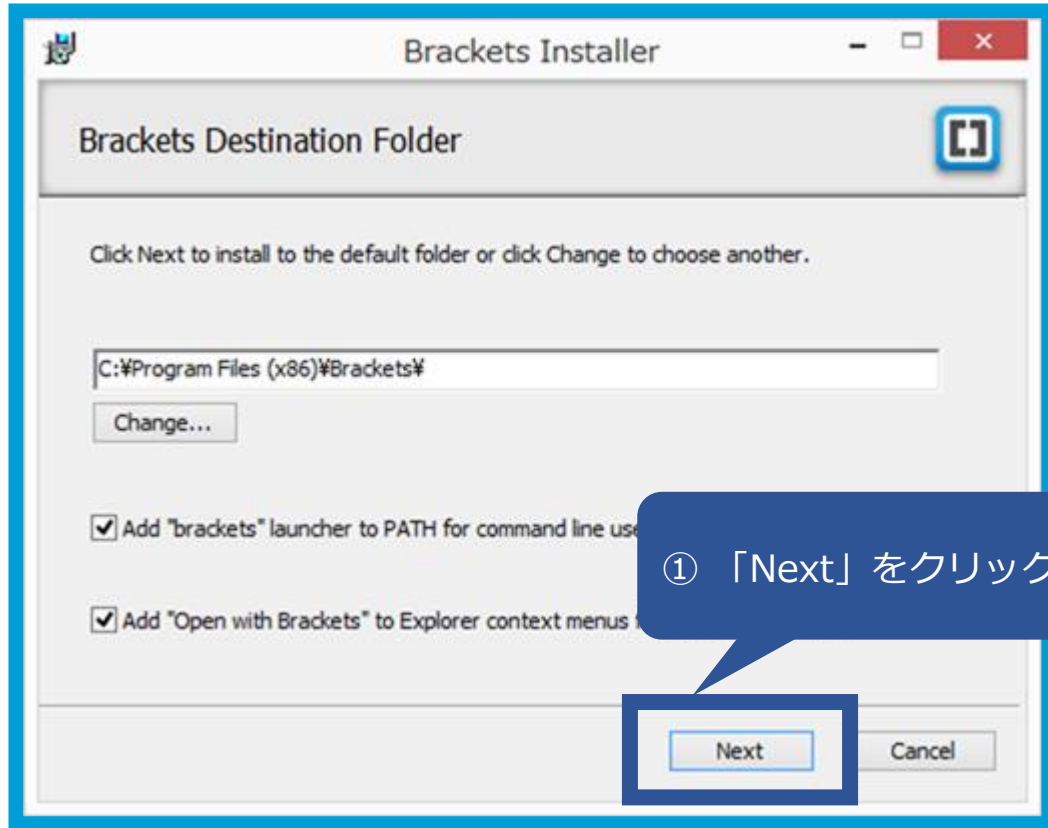 Brackets Installer
Brackets Destination Folder
Click Next to install to the default folder or click Change to choose another.
C:¥Program Files (x86)¥Brackets¥
Change...
Add "brackets" launcher to PATH for command line use
① 「Next」をクリック
Add "Open with Brackets" to Explorer context menus
Next
Cancel